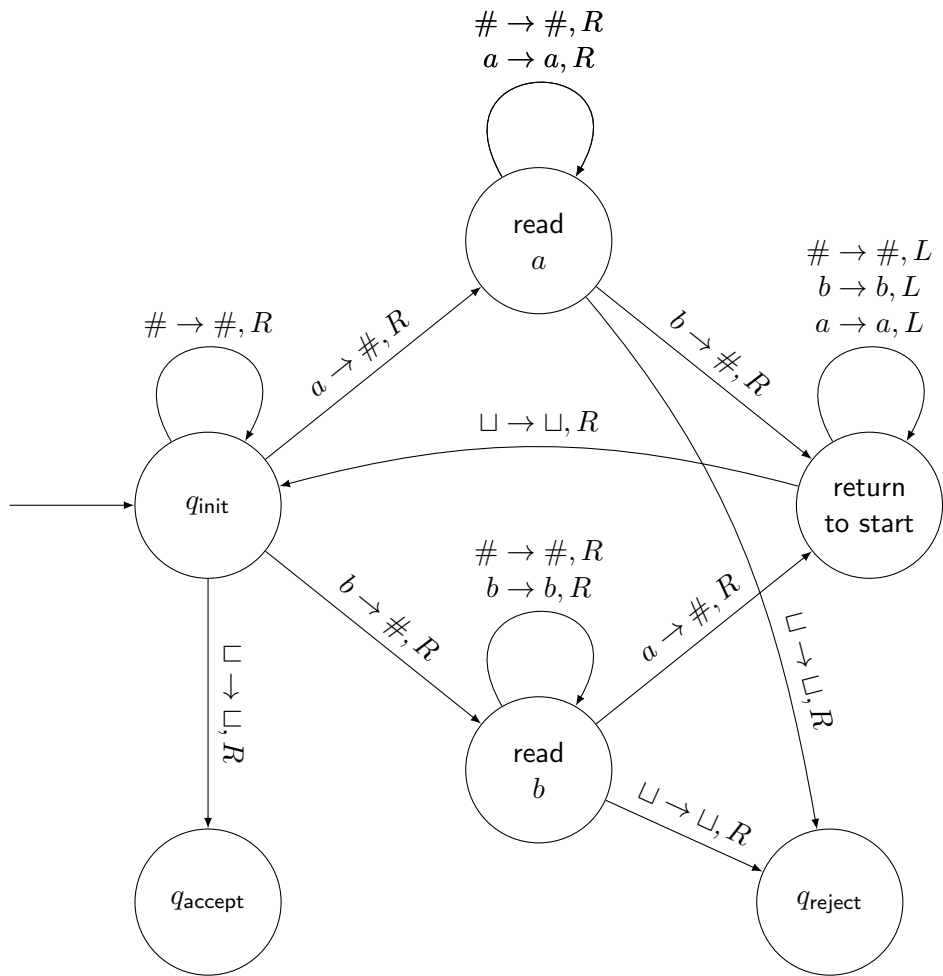 # → #, R
a → a, R
read
a
# → #, L
b → b, L
a → a, L
# → #, R
a → #, R
b → #, R
⊔ → ⊔, R
q_init
return
to start
# → #, R
b → b, R
b → #, R
a → #, R
⊔ → ⊔, R
⊔ → ⊔, R
read
b
⊔ → ⊔, R
q_accept
q_reject